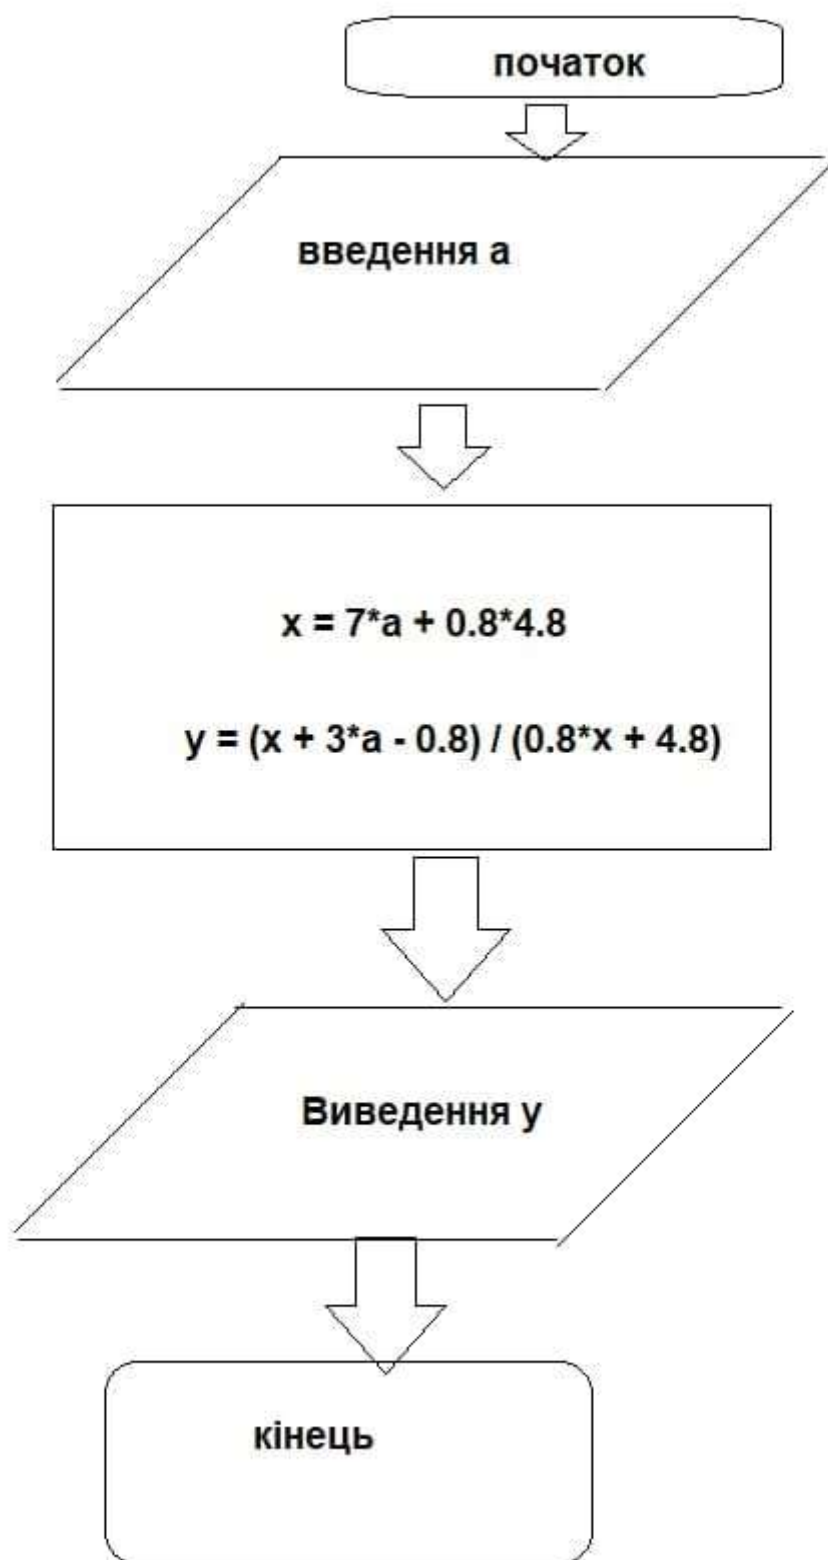 початок
введення а
x = 7*a + 0.8*4.8
y = (x + 3*a - 0.8) / (0.8*x + 4.8)
Виведення у
кінець